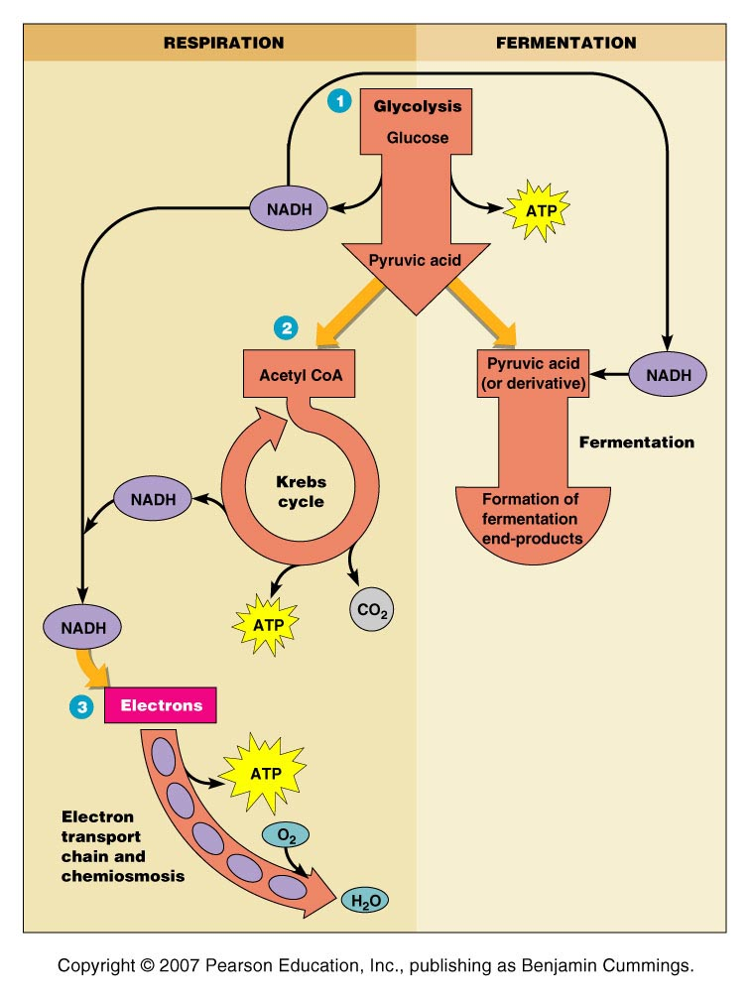 RESPIRATION
FERMENTATION
1
Glycolysis
Glucose
NADH
ATP
Pyruvic acid
2
Acetyl CoA
Pyruvic acid
(or derivative)
NADH
Fermentation
Krebs
cycle
NADH
Formation of
fermentation
end-products
ATP
CO₂
NADH
3
Electrons
ATP
Electron
transport
chain and
chemiosmosis
O₂
H₂O
Copyright © 2007 Pearson Education, Inc., publishing as Benjamin Cummings.